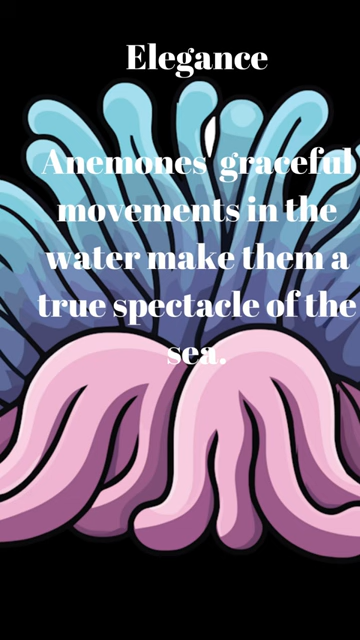 Elegance
Anemones' graceful
movements in the
water make them a
true spectacle of the
sea.